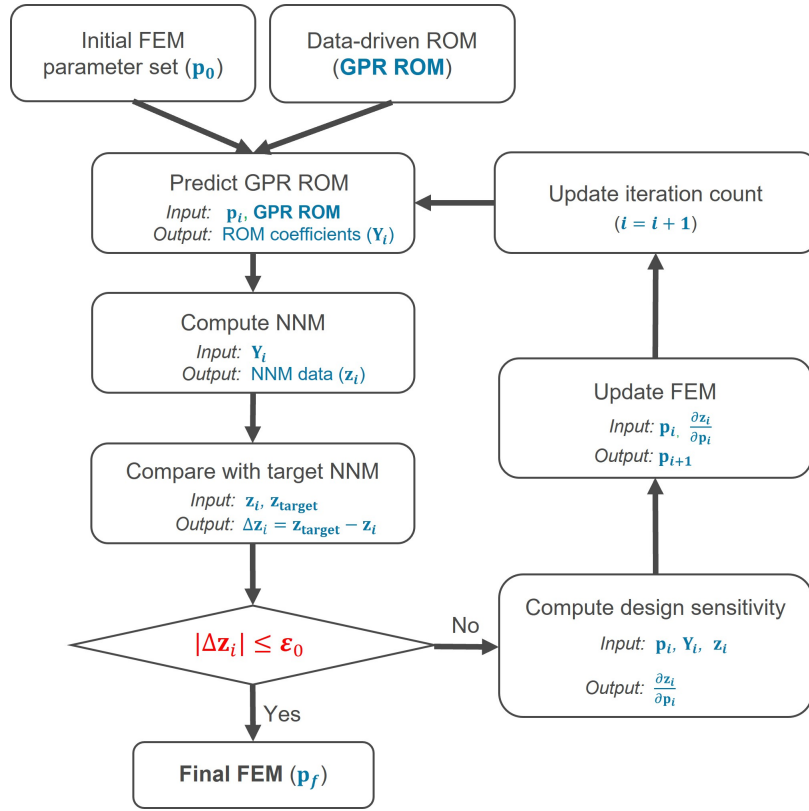 Initial FEM
parameter set (p₀)
Data-driven ROM
(GPR ROM)
Predict GPR ROM
Input: pᵢ, GPR ROM
Output: ROM coefficients (Yᵢ)
Update iteration count
(i = i + 1)
Compute NNM
Input: Yᵢ
Output: NNM data (zᵢ)
Update FEM
Input: pᵢ, ∂zᵢ/∂pᵢ
Output: pᵢ₊₁
Compare with target NNM
Input: zᵢ, z_target
Output: Δzᵢ = z_target − zᵢ
|Δzᵢ| ≤ ε₀
No
Compute design sensitivity
Input: pᵢ, Yᵢ, zᵢ
Output: ∂zᵢ/∂pᵢ
Yes
Final FEM (p_f)